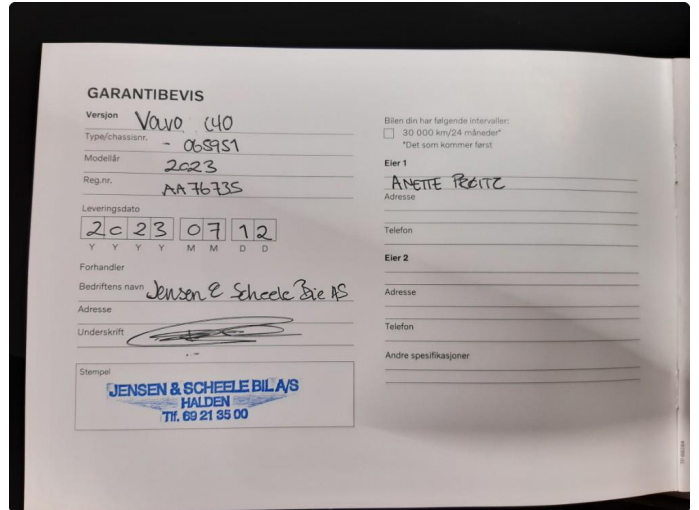 GARANTIBEVIS
Versjon Volvo C40
Type/chassisnr. - 065951
Modellår 2023
Reg.nr. AA76735
Leveringsdato
2023 07 12
Y Y Y Y M M D D
Forhandler
Bedriftens navn Jensen & Scheele Bil AS
Adresse
Underskrift
Stempel
JENSEN & SCHEELE BIL A/S
HALDEN
Tlf. 69 21 35 00
Bilen din har følgende intervaller:
30 000 km/24 måneder*
*Det som kommer først
Eier 1
ANETTE
Adresse
Telefon
Eier 2
Adresse
Telefon
Andre spesifikasjoner